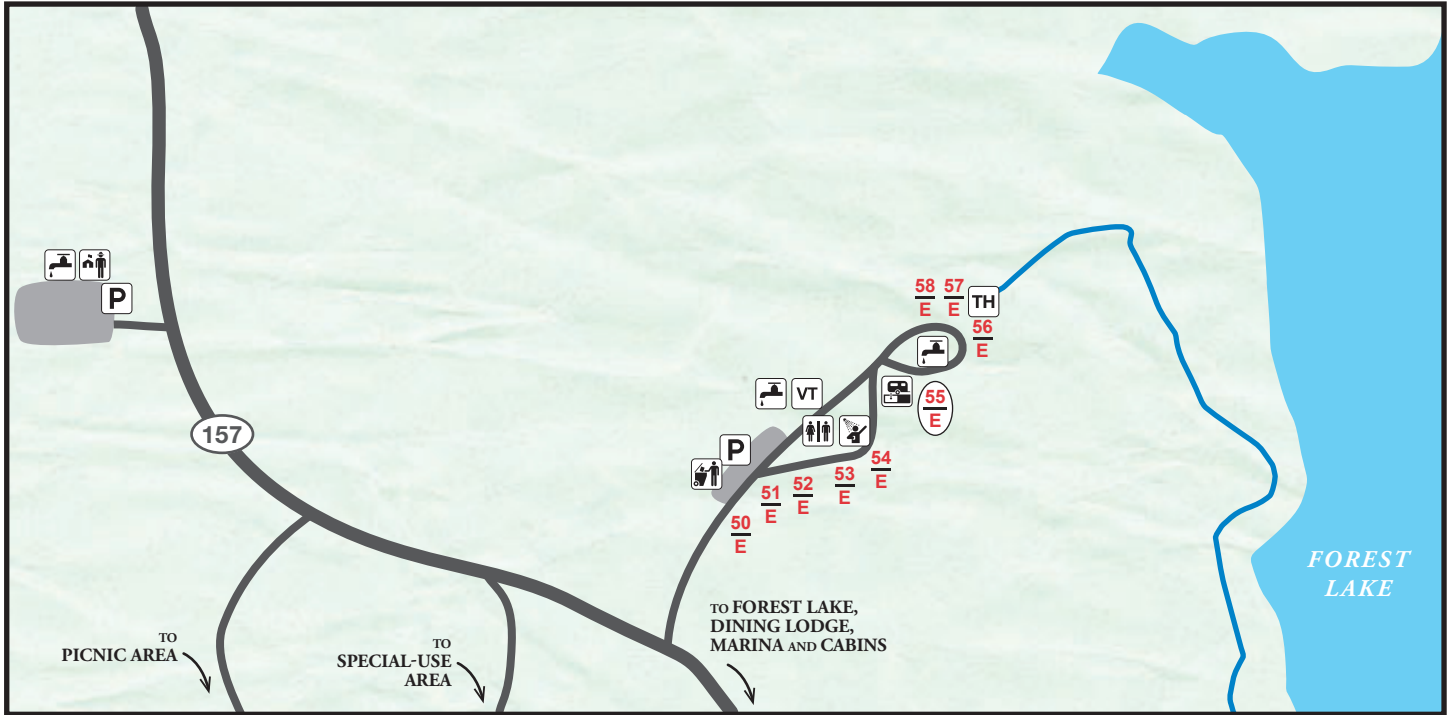 P
157
58
E
57
E
TH
56
E
55
E
VT
P
54
E
53
E
52
E
51
E
50
E
FOREST
LAKE
TO
PICNIC AREA
TO
SPECIAL-USE
AREA
TO FOREST LAKE,
DINING LODGE,
MARINA AND CABINS